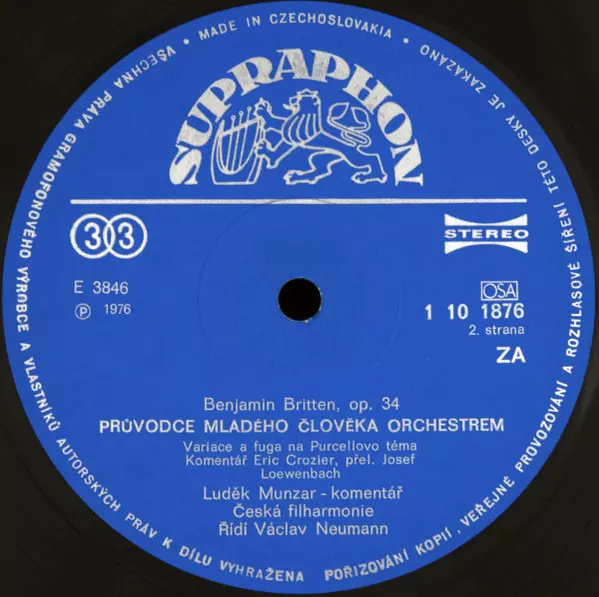 MADE IN CZECHOSLOVAKIA • VŠECHNA PRÁVA GRAMOFONOVÉHO VÝROBCE A VLASTNÍKŮ AUTORSKÝCH PRÁV K DÍLU VYHRAŽENA
POŘIZOVÁNÍ KOPIÍ, VEŘEJNÉ PROVOZOVÁNÍ A ROZHLASOVÉ ŠÍŘENÍ TÉTO DESKY JE ZAKÁZÁNO •
SUPRAPHON
33
STEREO
E 3846
℗ 1976
OSA
1 10 1876
2. strana
ZA
Benjamin Britten, op. 34
PRŮVODCE MLADÉHO ČLOVĚKA ORCHESTREM
Variace a fuga na Purcellovo téma
Komentář Eric Crozier, přel. Josef
Loewenbach
Luděk Munzar - komentář
Česká filharmonie
Řídí Václav Neumann